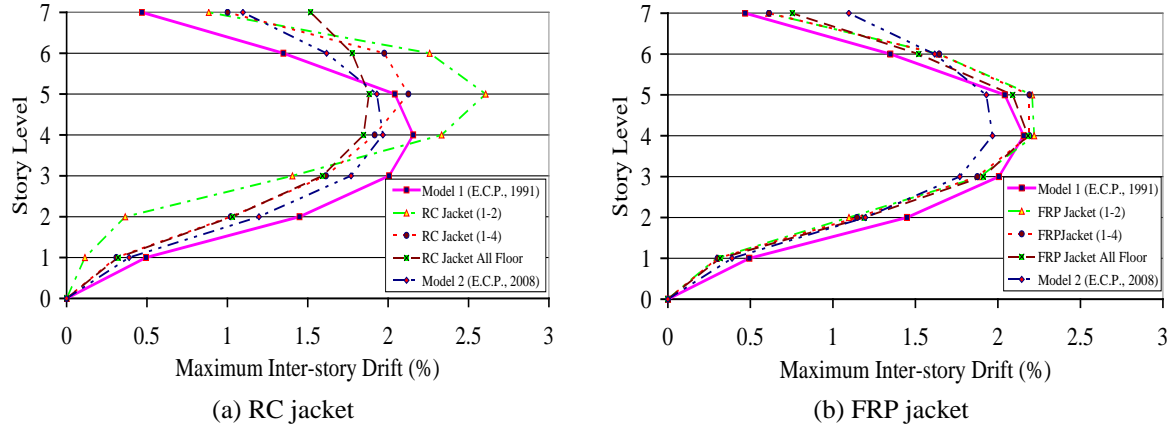 7
6
5
4
3
2
1
0
Story Level
0
0.5
1
1.5
2
2.5
3
Maximum Inter-story Drift (%)
Model 1 (E.C.P., 1991)
RC Jacket (1-2)
RC Jacket (1-4)
RC Jacket All Floor
Model 2 (E.C.P., 2008)
(a) RC jacket
7
6
5
4
3
2
1
0
Story Level
0
0.5
1
1.5
2
2.5
3
Maximum Inter-story Drift (%)
Model 1 (E.C.P., 1991)
FRP Jacket (1-2)
FRPJacket (1-4)
FRP Jacket All Floor
Model 2 (E.C.P., 2008)
(b) FRP jacket